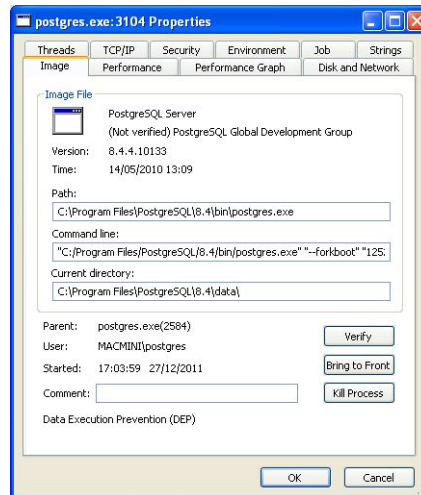 postgres.exe:3104 Properties
Threads TCP/IP Security Environment Job Strings
Image Performance Performance Graph Disk and Network
Image File
PostgreSQL Server
(Not verified) PostgreSQL Global Development Group
Version: 8.4.4.10133
Time: 14/05/2010 13:09
Path:
C:\Program Files\PostgreSQL\8.4\bin\postgres.exe
Command line:
"C:/Program Files/PostgreSQL/8.4/bin/postgres.exe" "--forkboot" "125
Current directory:
C:\Program Files\PostgreSQL\8.4\data\
Parent: postgres.exe(2584)
Verify
User: MACMINI\postgres
Started: 17:03:59 27/12/2011
Bring to Front
Comment:
Kill Process
Data Execution Prevention (DEP)
OK Cancel